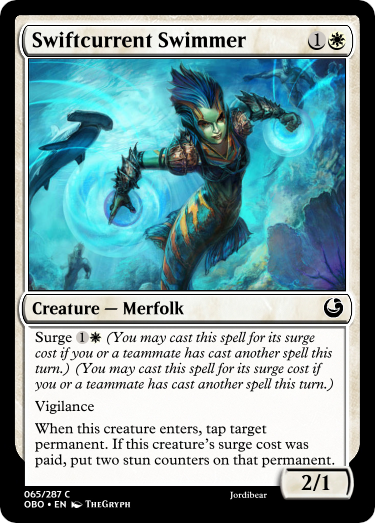 Swiftcurrent Swimmer 1
Creature — Merfolk
Surge 1 (You may cast this spell for its surge
cost if you or a teammate has cast another spell this
turn.) (You may cast this spell for its surge cost if
you or a teammate has cast another spell this turn.)
Vigilance
When this creature enters, tap target
permanent. If this creature's surge cost was
paid, put two stun counters on that permanent.
2/1
065/287 C
OBO • EN TheGryph
Jordibear